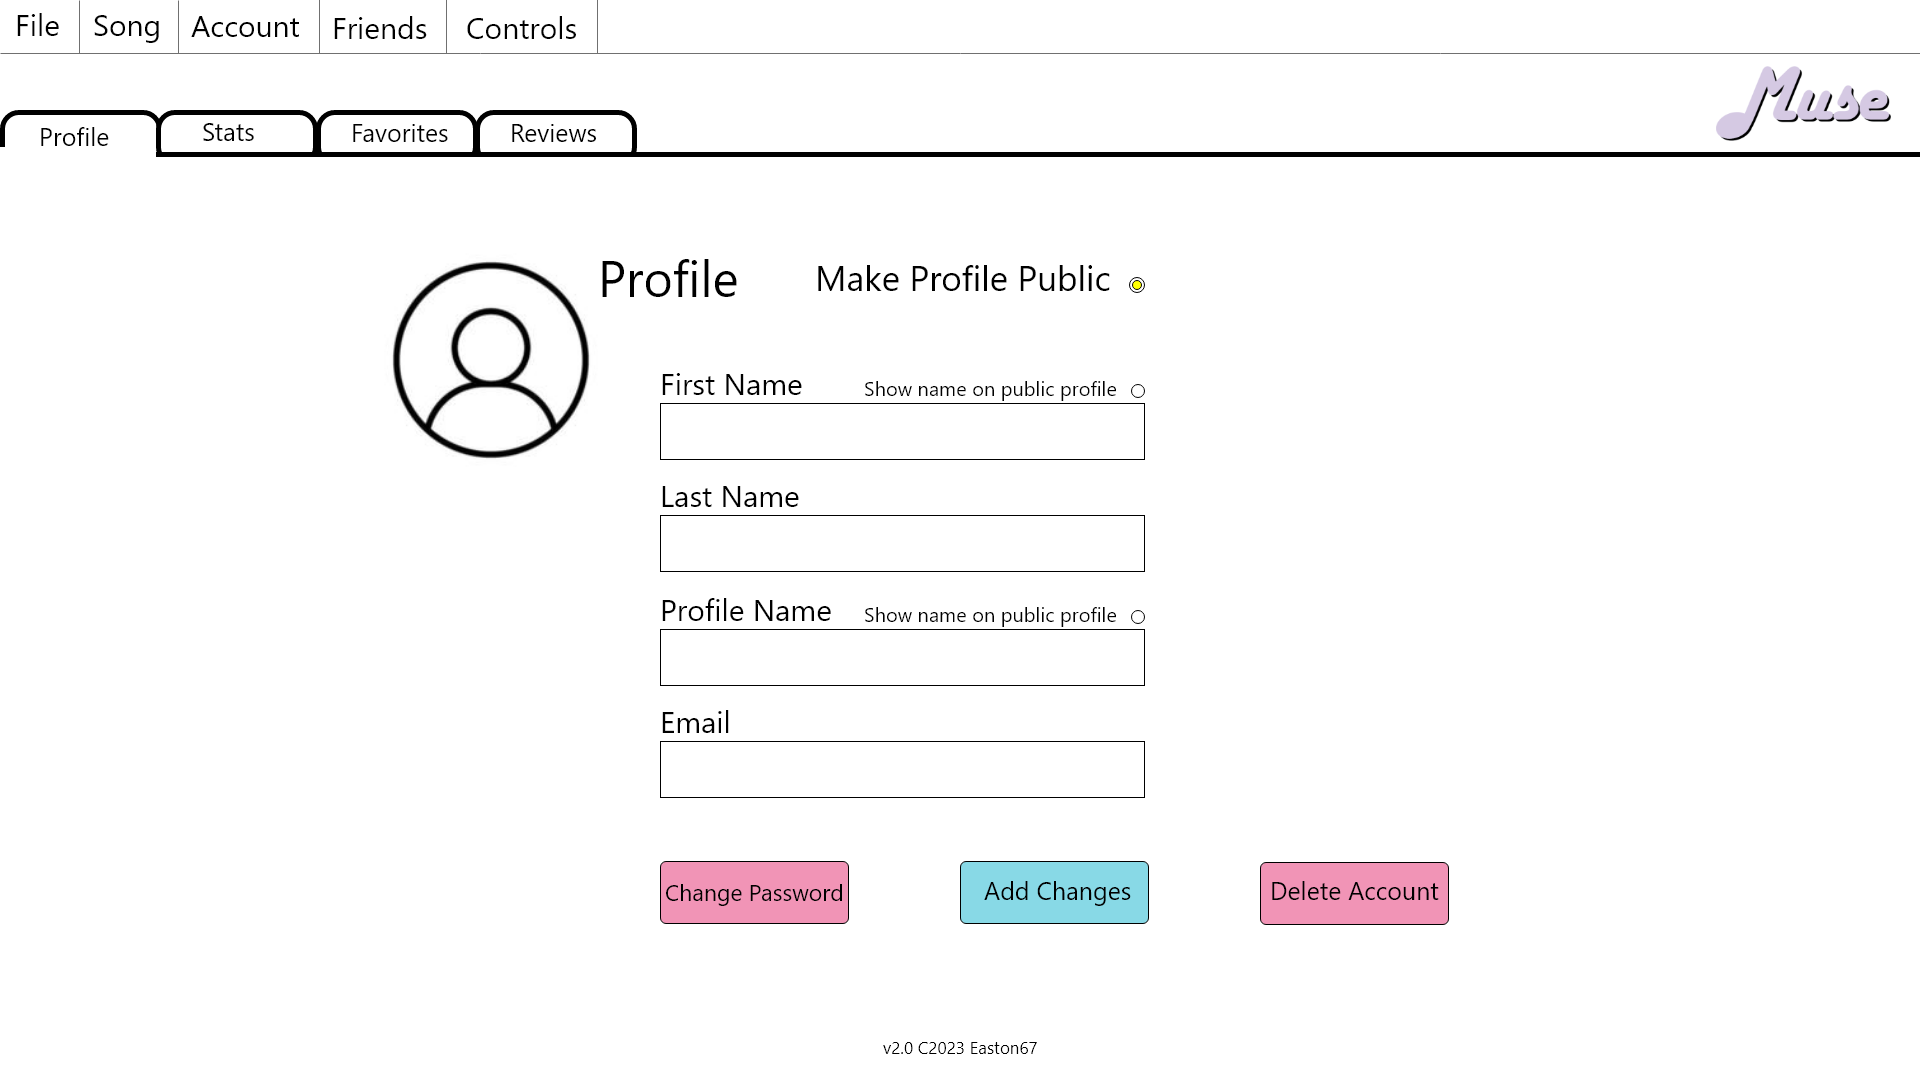 File Song Account Friends Controls
Muse
Profile Stats Favorites Reviews
Profile Make Profile Public
First Name Show name on public profile
Last Name
Profile Name Show name on public profile
Email
Change Password Add Changes Delete Account
v2.0 C2023 Easton67